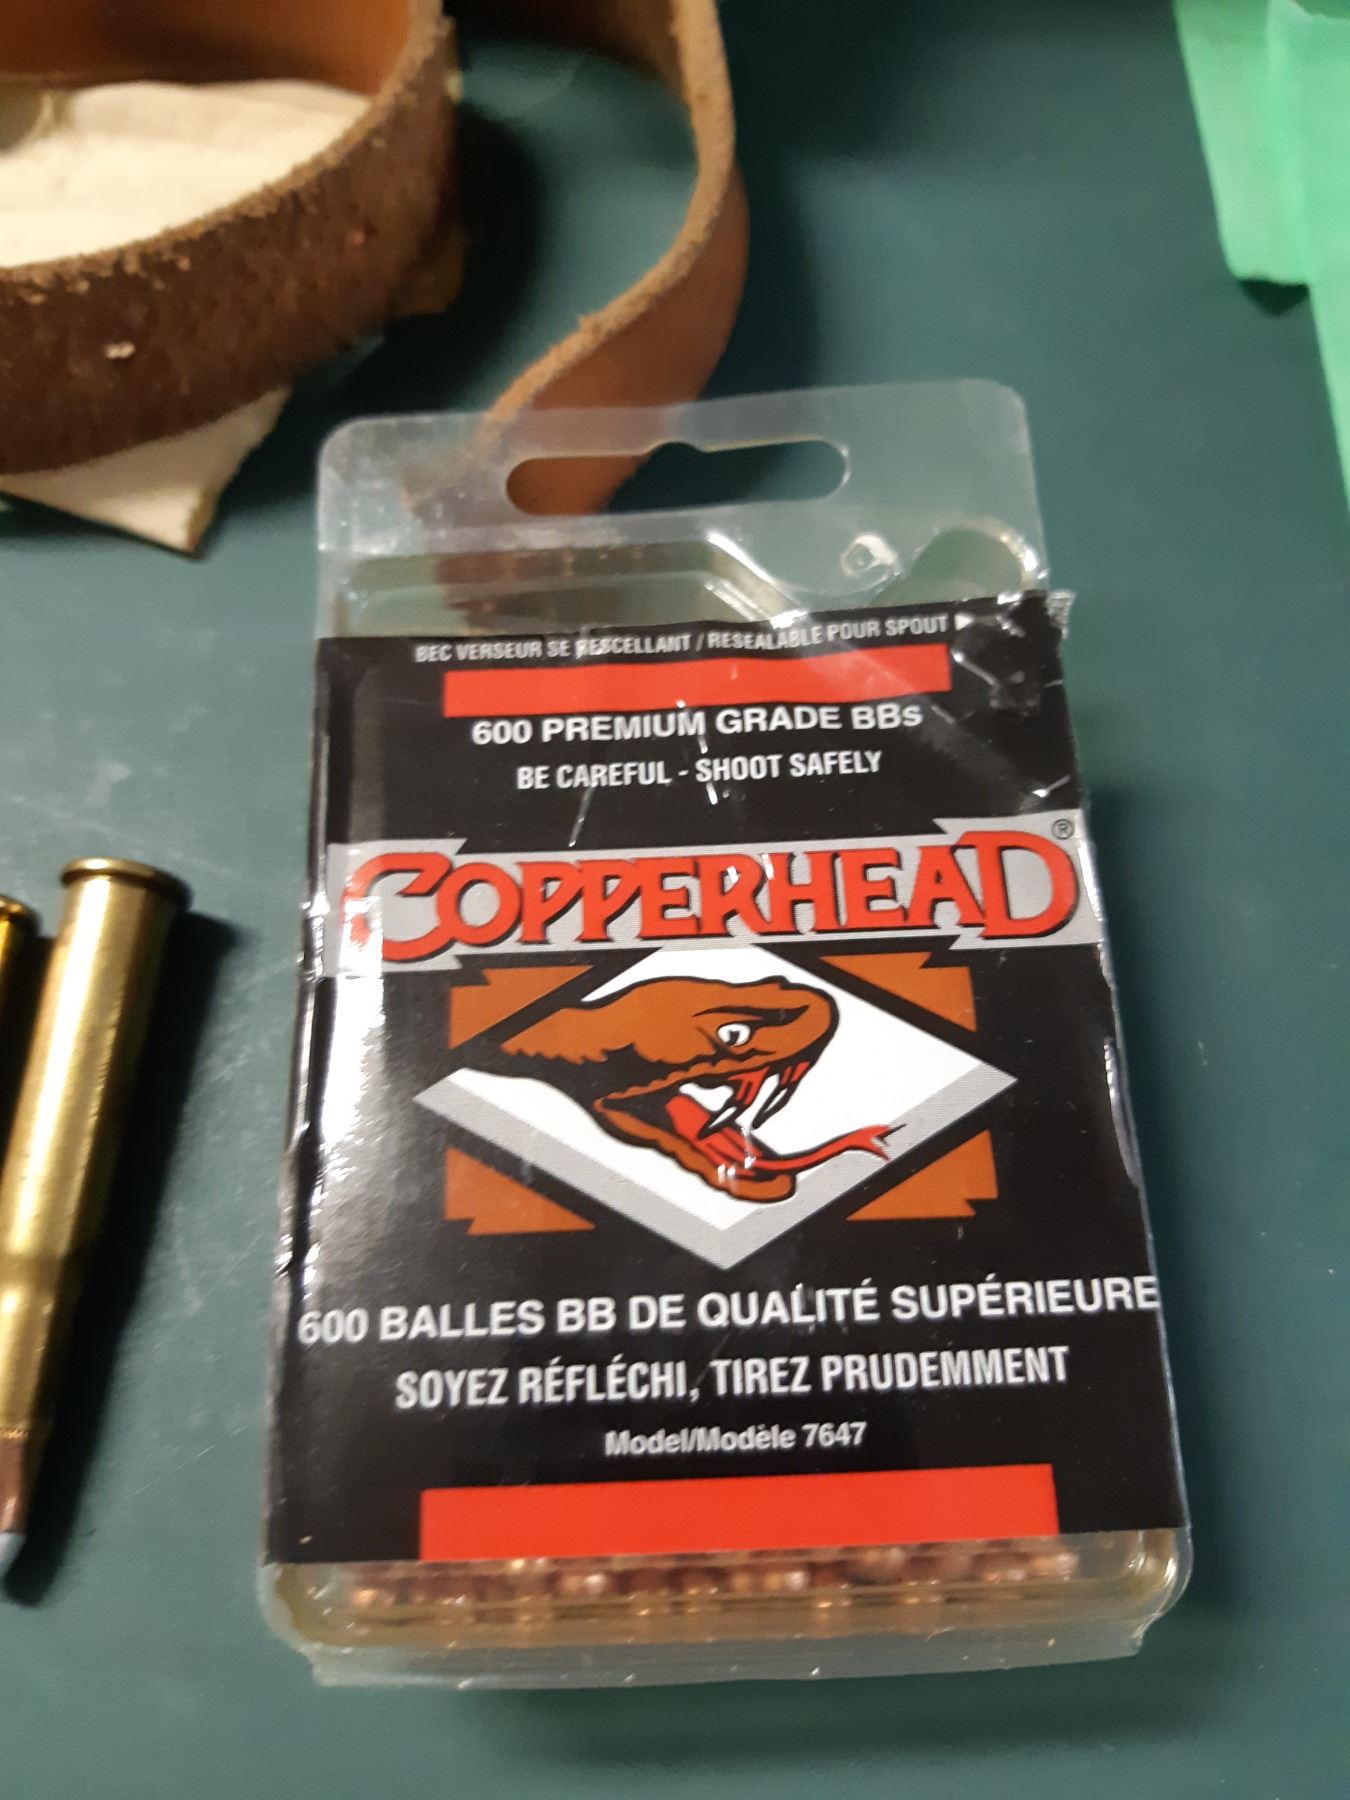 BEC VERSEUR SE RESCELLANT / RESEALABLE POUR SPOUT ▶
600 PREMIUM GRADE BBs
BE CAREFUL - SHOOT SAFELY
COPPERHEAD®
600 BALLES BB DE QUALITÉ SUPÉRIEURE
SOYEZ RÉFLÉCHI, TIREZ PRUDEMMENT
Model/Modèle 7647